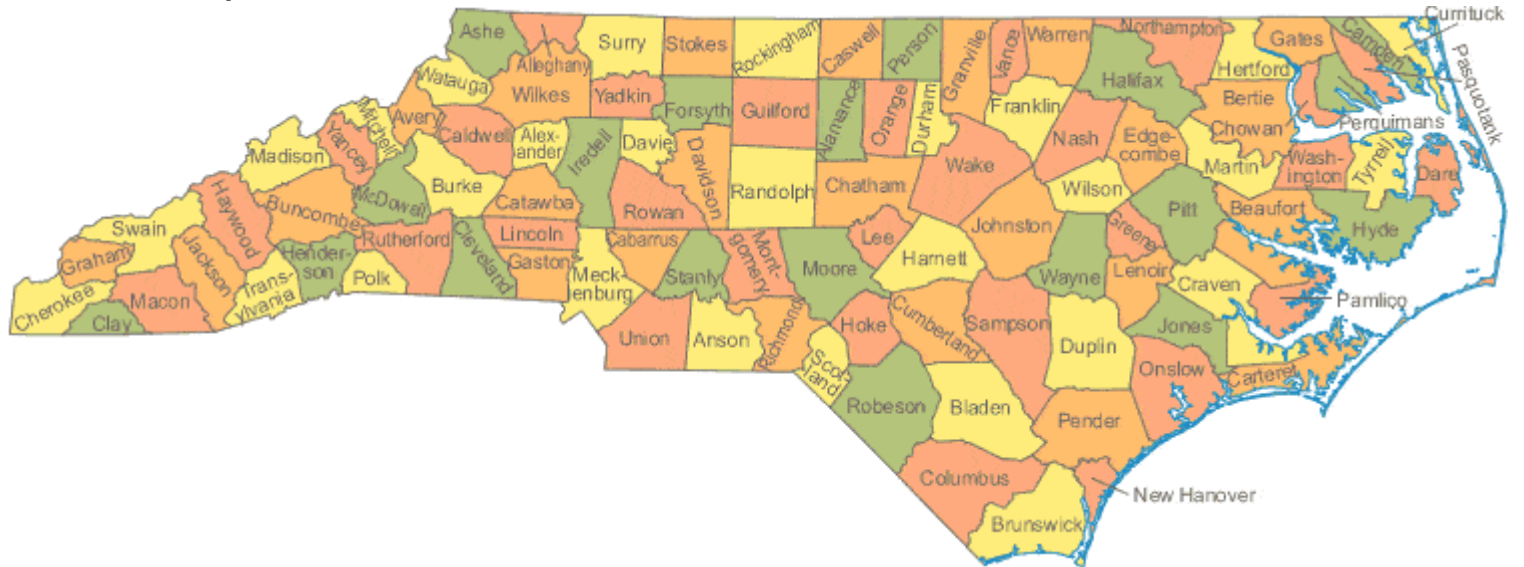 Currituck
Ashe
Surry
Stokes
Rockingham
Caswell
Person
Granville
Vance
Warren
Northampton
Gates
Camden
Pasquotank
Alleghany
Watauga
Wilkes
Yadkin
Forsyth
Guilford
Alamance
Orange
Durham
Franklin
Hallifax
Hertford
Bertie
Perquimans
Mitchell
Avery
Caldwell
Alex-
ander
Iredell
Davie
Davidson
Randolph
Chatham
Wake
Nash
Edge-
combe
Chowan
Martin
Wash-
ington
Tyrrell
Dare
Madison
Yancey
McDowall
Burke
Catawba
Rowan
Wilson
Pitt
Beaufort
Hyde
Swain
Haywood
Buncombe
Rutherford
Cleveland
Lincoln
Gaston
Cabarrus
Stanly
Mont-
gomery
Moore
Lee
Harnett
Johnston
Wayne
Greene
Lenoir
Craven
Pamlico
Graham
Jackson
Hender-
son
Polk
Meck-
lenburg
Cherokee
Clay
Macon
Trans-
ylvania
Union
Anson
Richmond
Scot-
land
Hoke
Cumberland
Sampson
Duplin
Jones
Onslow
Carteret
Robeson
Bladen
Pender
Columbus
Brunswick
New Hanover